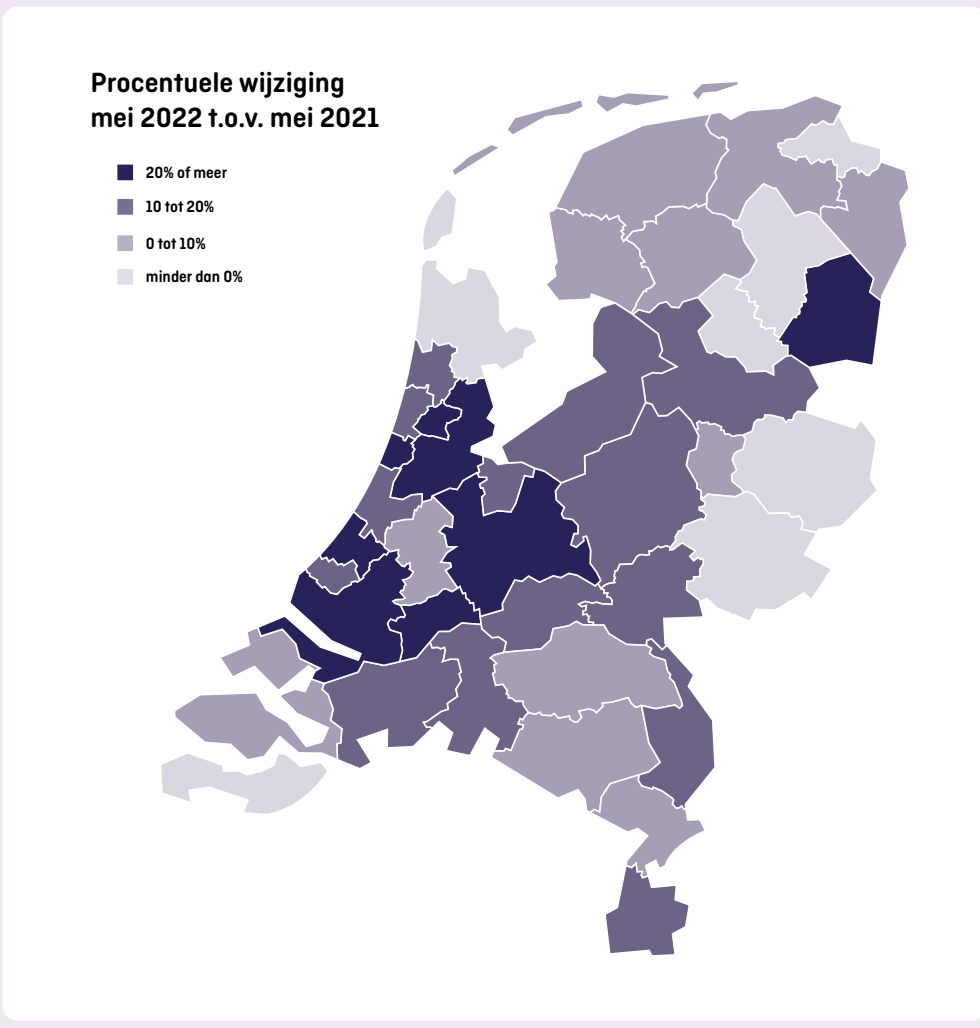 Procentuele wijziging
mei 2022 t.o.v. mei 2021
20% of meer
10 tot 20%
0 tot 10%
minder dan 0%